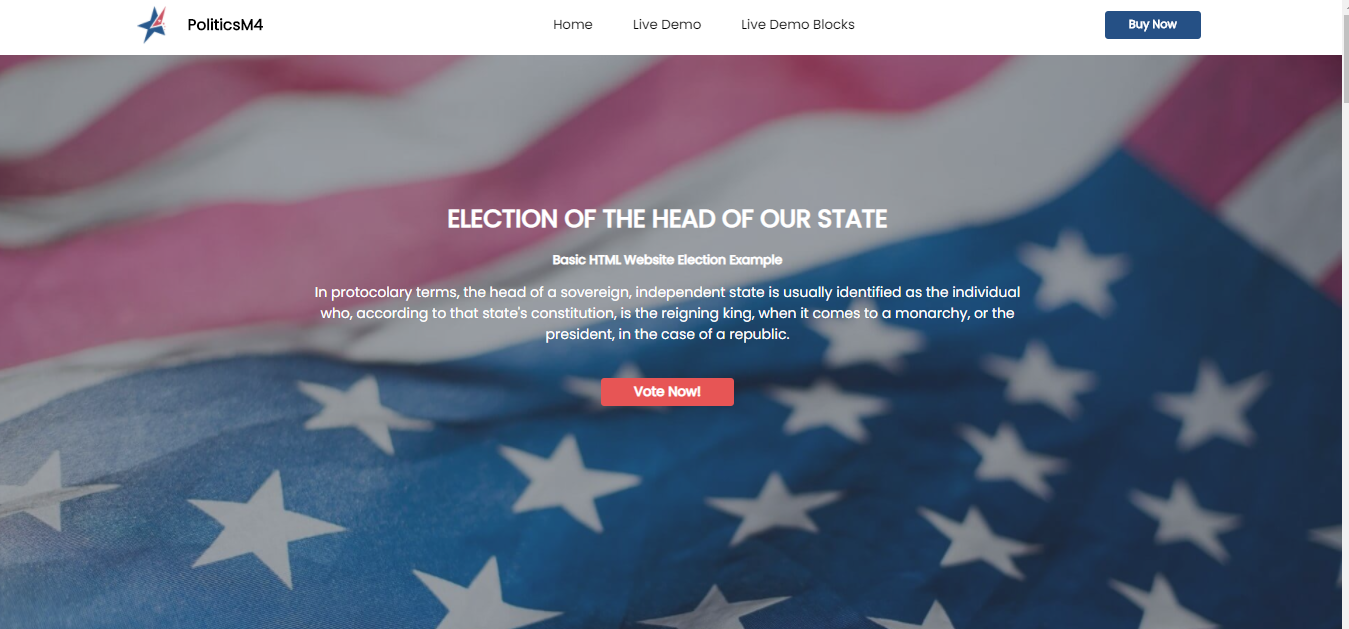 PoliticsM4
Home
Live Demo
Live Demo Blocks
Buy Now
ELECTION OF THE HEAD OF OUR STATE
Basic HTML Website Election Example
In protocolary terms, the head of a sovereign, independent state is usually identified as the individual
who, according to that state's constitution, is the reigning king, when it comes to a monarchy, or the
president, in the case of a republic.
Vote Now!